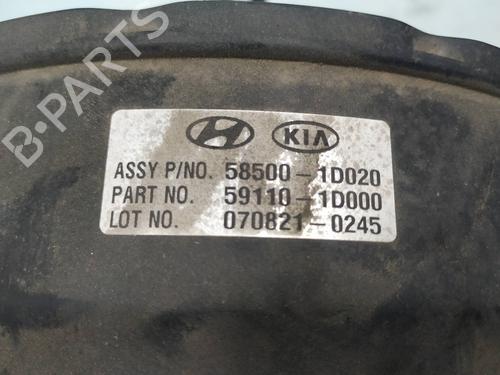 B-PARTS
KIA
ASSY P/NO. 58500-1D020
PART NO. 59110-1D000
LOT NO. 070821-0245